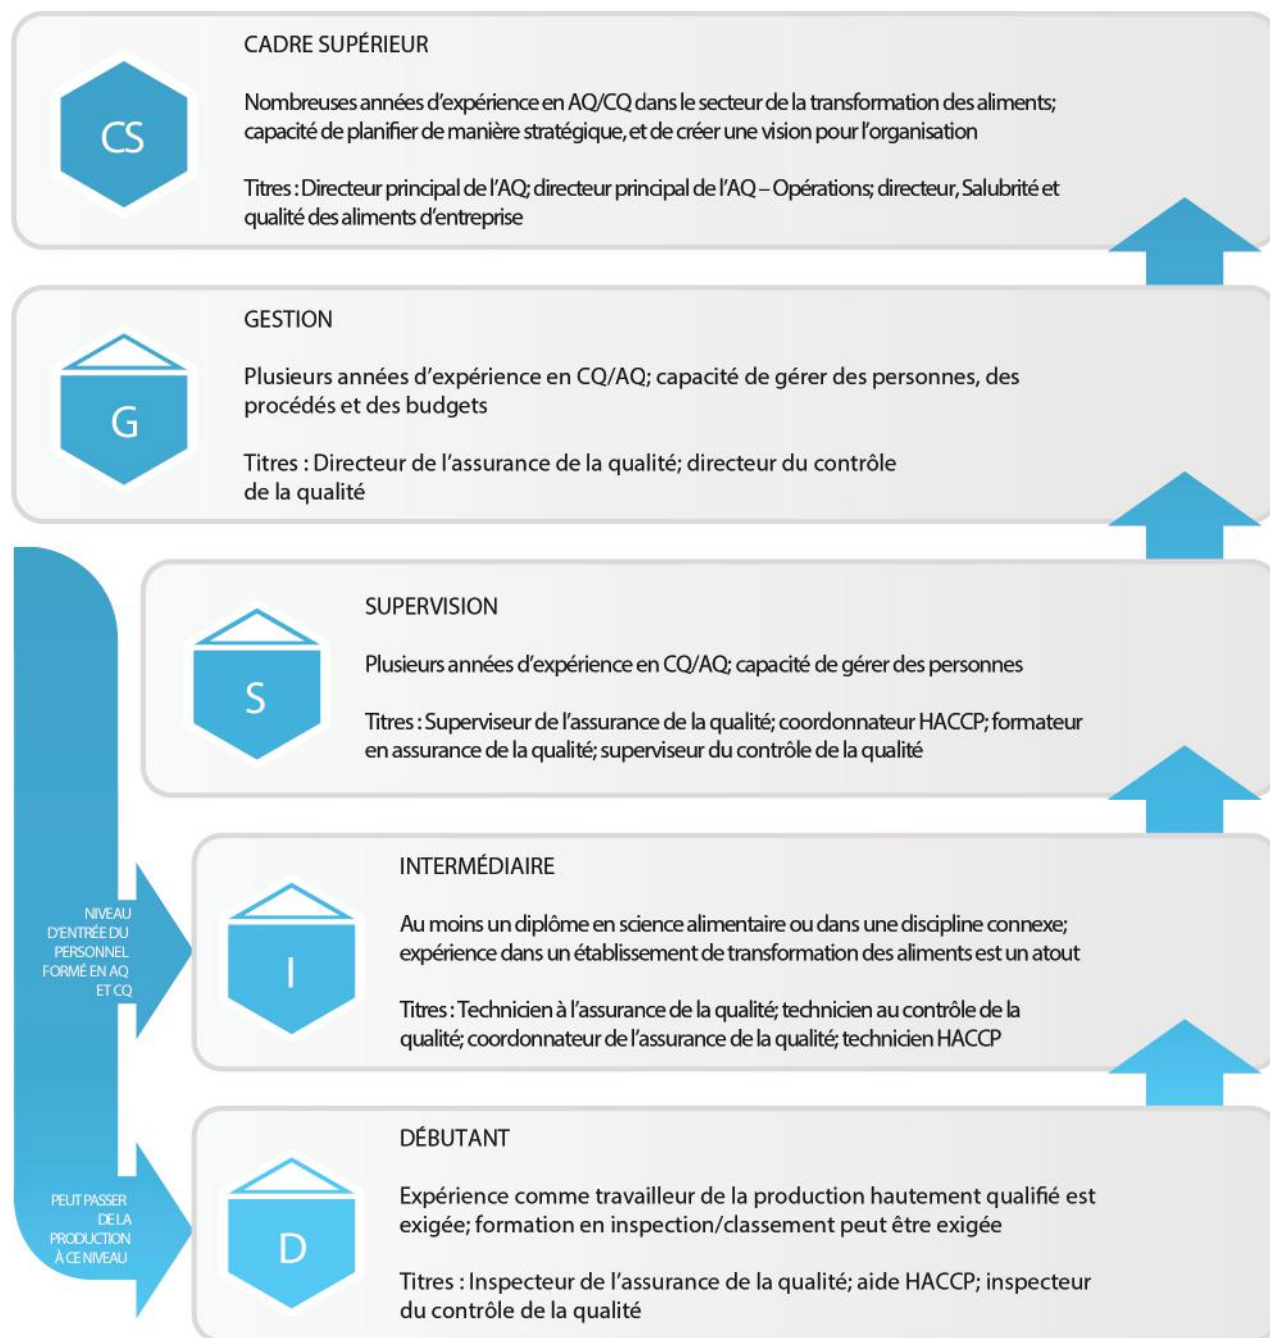 CS
CADRE SUPÉRIEUR
Nombreuses années d'expérience en AQ/CQ dans le secteur de la transformation des aliments;
capacité de planifier de manière stratégique, et de créer une vision pour l'organisation
Titres : Directeur principal de l'AQ; directeur principal de l'AQ – Opérations; directeur, Salubrité et
qualité des aliments d'entreprise
G
GESTION
Plusieurs années d'expérience en CQ/AQ; capacité de gérer des personnes, des
procédés et des budgets
Titres : Directeur de l'assurance de la qualité; directeur du contrôle
de la qualité
S
SUPERVISION
Plusieurs années d'expérience en CQ/AQ; capacité de gérer des personnes
Titres : Superviseur de l'assurance de la qualité; coordonnateur HACCP; formateur
en assurance de la qualité; superviseur du contrôle de la qualité
NIVEAU
D'ENTRÉE DU
PERSONNEL
FORMÉ EN AQ
ET CQ
I
INTERMÉDIAIRE
Au moins un diplôme en science alimentaire ou dans une discipline connexe;
expérience dans un établissement de transformation des aliments est un atout
Titres : Technicien à l'assurance de la qualité; technicien au contrôle de la
qualité; coordonnateur de l'assurance de la qualité; technicien HACCP
PEUT PASSER
DE LA
PRODUCTION
À CE NIVEAU
D
DÉBUTANT
Expérience comme travailleur de la production hautement qualifié est
exigée; formation en inspection/classement peut être exigée
Titres : Inspecteur de l'assurance de la qualité; aide HACCP; inspecteur
du contrôle de la qualité